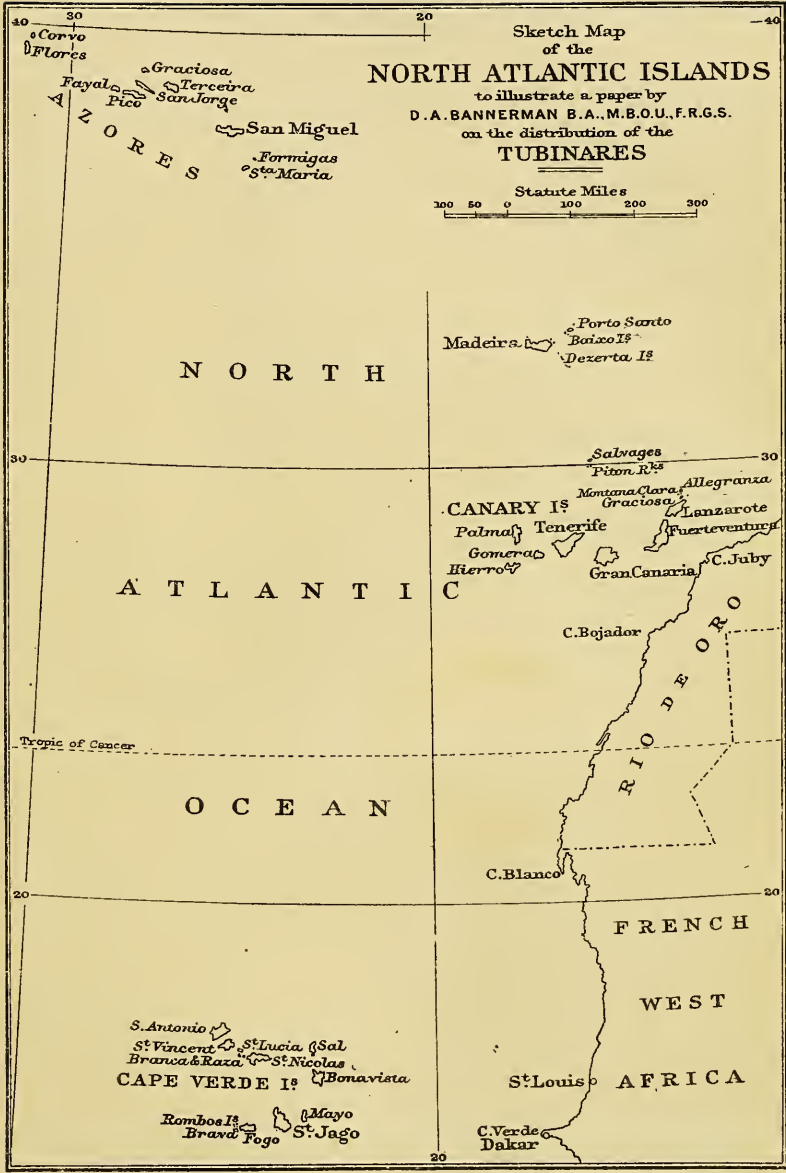 40 30 20 40
Sketch Map
of the
NORTH ATLANTIC ISLANDS
to illustrate a paper by
D.A.BANNERMAN B.A.,M.B.O.U.,F.R.G.S.
on the distribution of the
TUBINARES
Statute Miles
100 50 0 100 200 300
Corvo
Flores
Graciosa
Fayal
Terceira
Pico
San Jorge
AZORES
San Miguel
Formigas
Sta Maria
Madeira
Porto Santo
Baixo Is
Dezerta Is
NORTH
30 30
Salvages
Piton Rks
Montana Clara
Allegranza
Graciosa
CANARY Is
Lanzarote
Palma
Tenerife
Fuerteventura
Gomera
Hierro
Gran Canaria
C. Juby
ATLANTIC
C.Bojador
RIO DE ORO
Tropic of Cancer
OCEAN
C.Blanco
20 20
FRENCH
WEST
AFRICA
S.Antonio
St Vincent
St Lucia
Sal
Branca&Raza
St Nicolas
CAPE VERDE Is
Bonavista
St Louis
Rombos Is
Mayo
Brava
Fogo
St Jago
C.Verde
Dakar
20